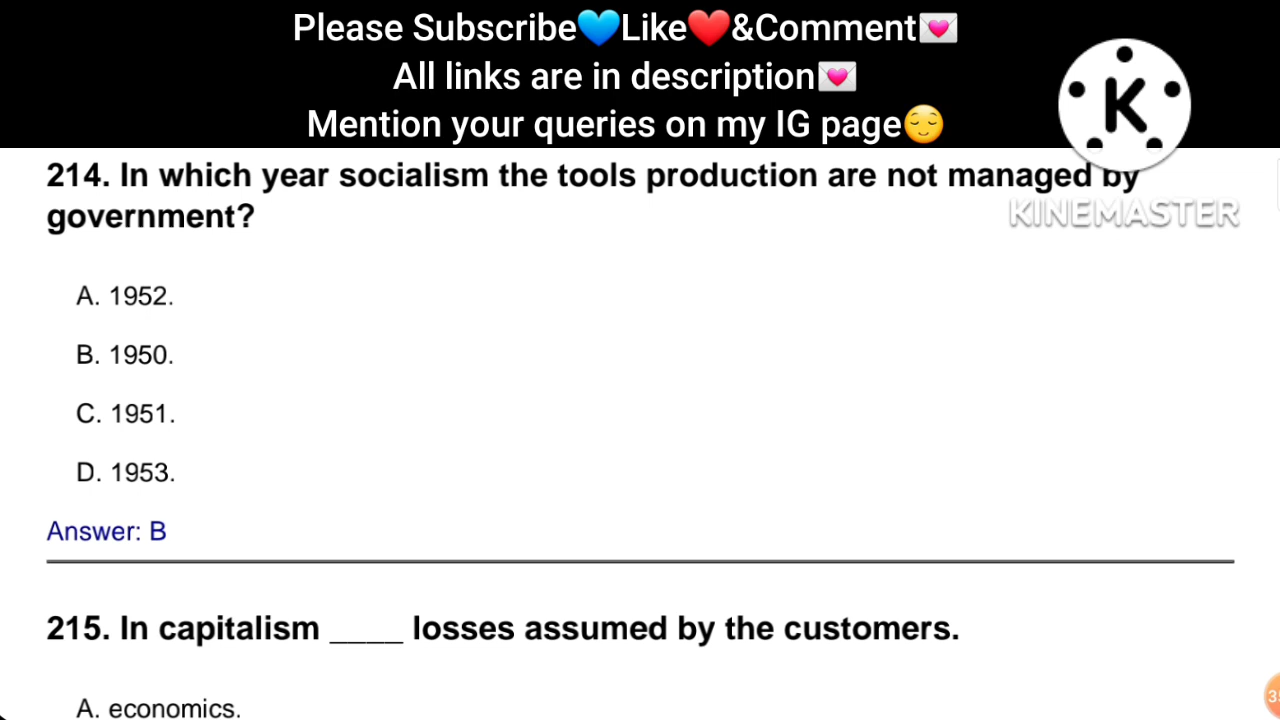 Please Subscribe💙Like❤️&Comment💌
All links are in description💌
Mention your queries on my IG page😌
K
KINEMASTER
214. In which year socialism the tools production are not managed by
government?
A. 1952.
B. 1950.
C. 1951.
D. 1953.
Answer: B
215. In capitalism ____ losses assumed by the customers.
A. economics.